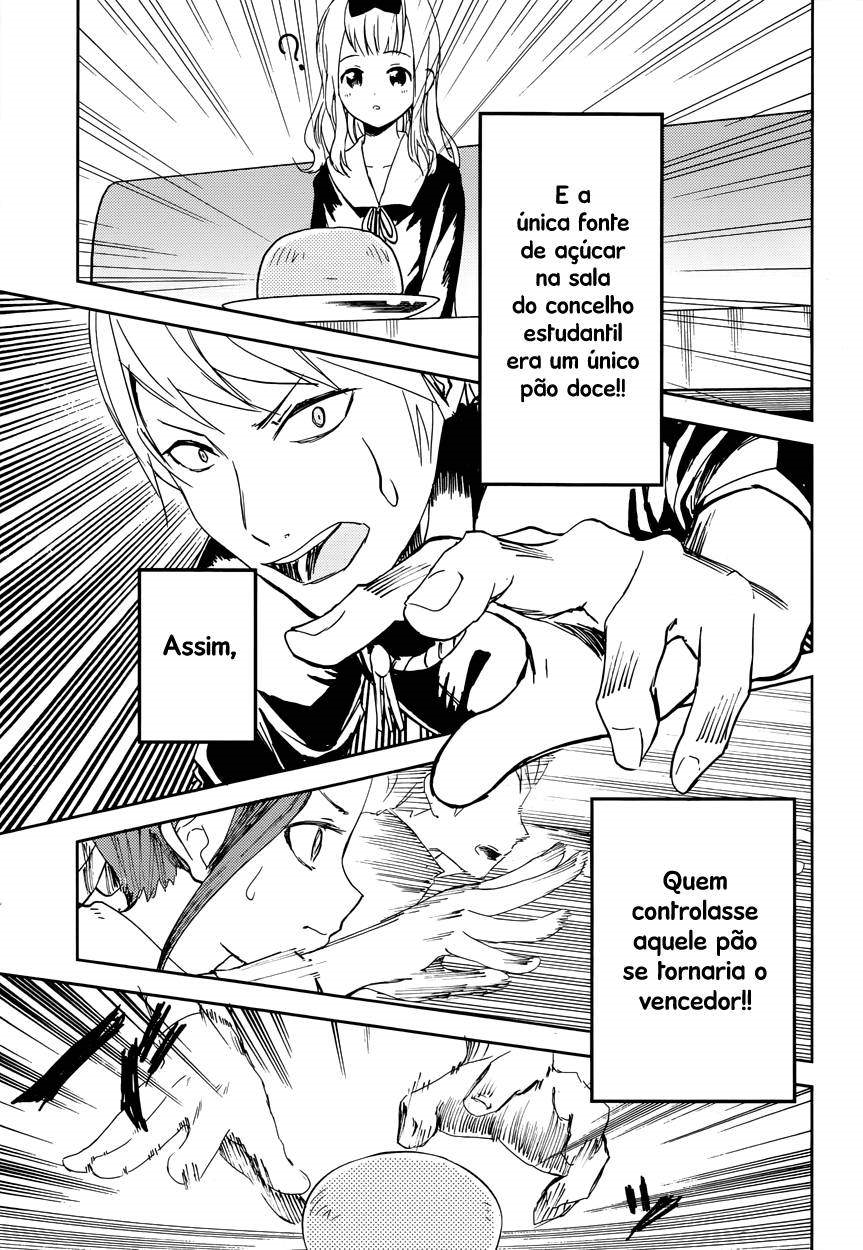 E a
única fonte
de açúcar
na sala
do concelho
estudantil
era um único
pão doce!!
Assim,
Quem
controlasse
aquele pão
se tornaria o
vencedor!!